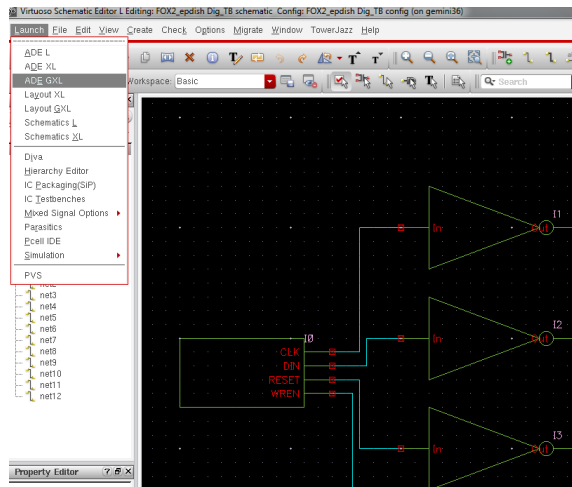 Virtuoso Schematic Editor L Editing: FOX2_epdish Dig_TB schematic Config: FOX2_epdish Dig_TB config (on gemini36)
Launch File Edit View Create Check Options Migrate Window TowerJazz Help
ADE L
ADE XL
ADE GXL
Workspace: Basic
Search
Layout XL
Layout GXL
Schematics L
Schematics XL
Diva
Hierarchy Editor
IC Packaging(SiP)
IC Testbenches
Mixed Signal Options
Parasitics
Pcell IDE
Simulation
PVS
net3
net4
net5
net6
net7
net8
net9
net10
net11
net12
Property Editor
I1
In
Out
I0
CLK
DIN
RESET
WREN
I2
In
Out
I3
In
Out